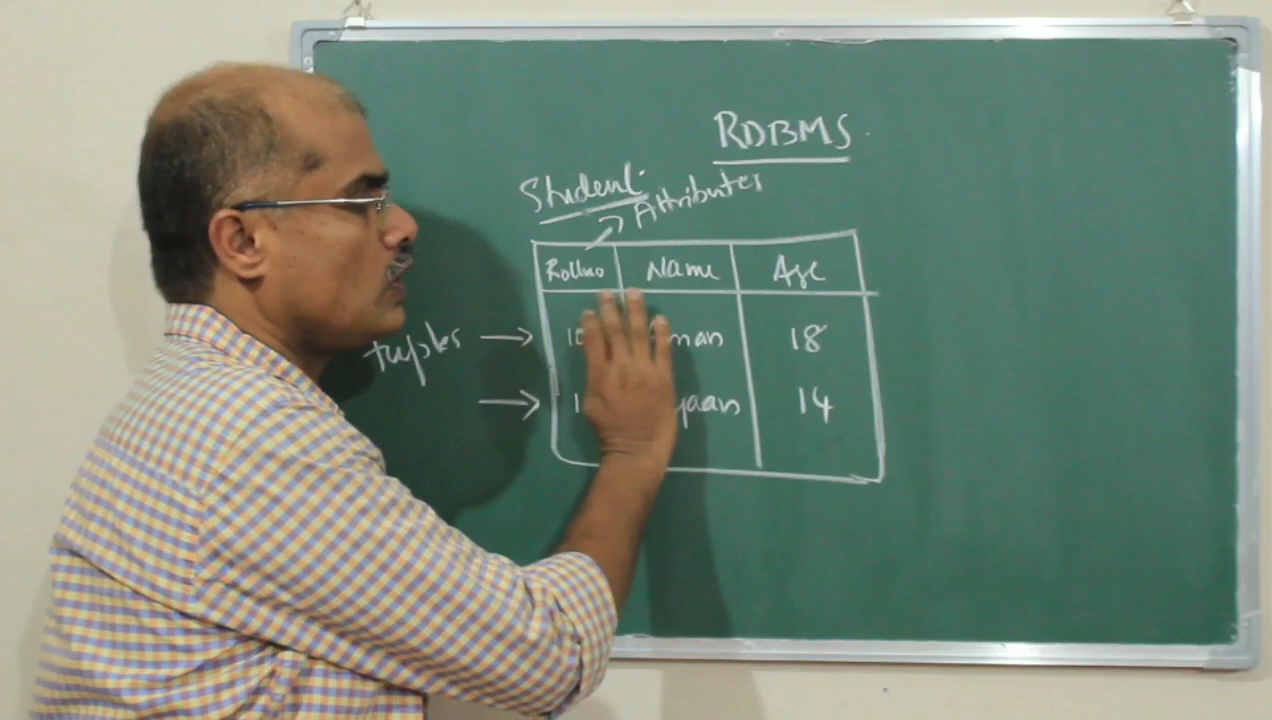 RDBMS
Student
Attributes
Rollno Name Age
tuples 18
14